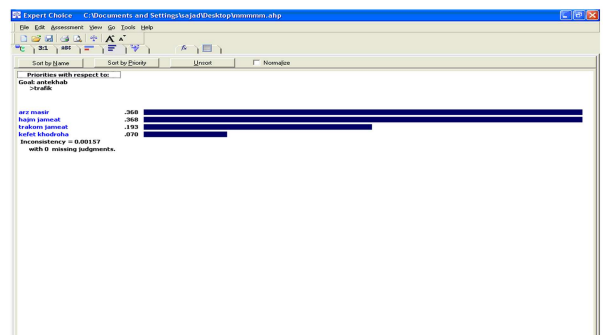 Expert Choice C:\Documents and Settings\sajad\Desktop\mmmmm.ahp
File Edit Assessment View Go Tools Help
3:1 ABC
Sort by Name Sort by Priority Unsort Normalize
Priorities with respect to:
Goal: antekhab
>trafik
arz masir .368
hajm jameat .368
trakom jameat .193
kefet khodroha .070
Inconsistency = 0.00157
with 0 missing judgments.